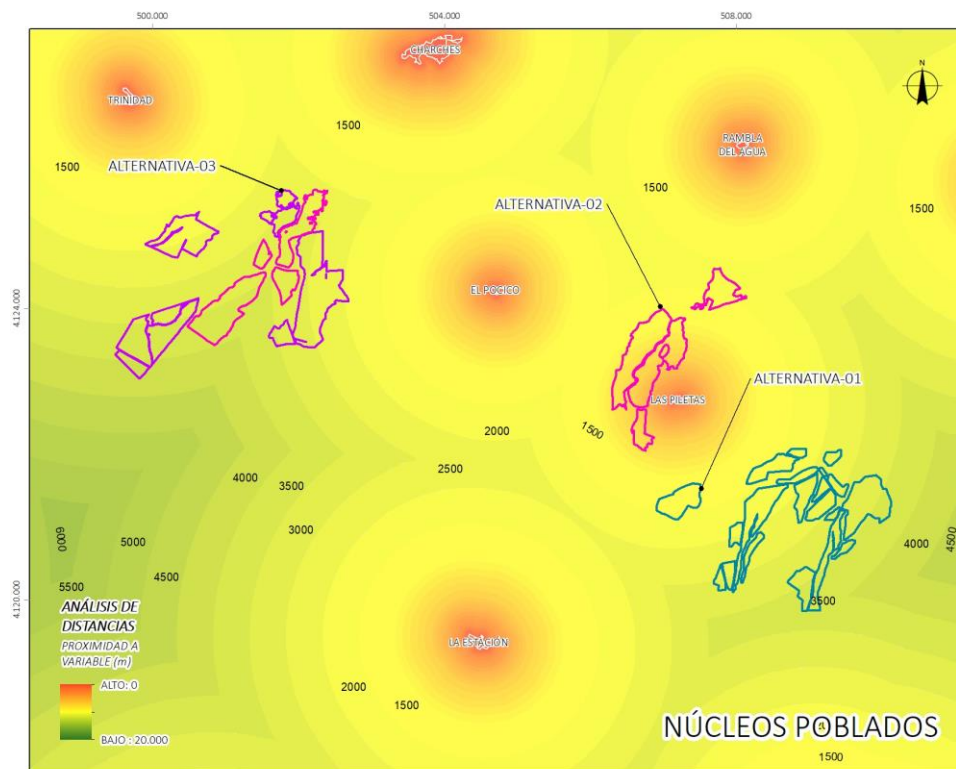 500.000
504.000
508.000
CHARCHES
TRINIDAD
1500
RAMBLA
DEL AGUA
1500
ALTERNATIVA-03
1500
ALTERNATIVA-02
1500
EL POCICO
4.124.000
ALTERNATIVA-01
LAS PILETAS
1500
2000
2500
4000
3500
3000
6000
5000
4500
5500
4000
4500
3500
4.120.000
ANÁLISIS DE
DISTANCIAS
PROXIMIDAD A
VARIABLE (m)
ALTO: 0
BAJO : 20.000
LA ESTACIÓN
2000
1500
NÚCLEOS POBLADOS
1500